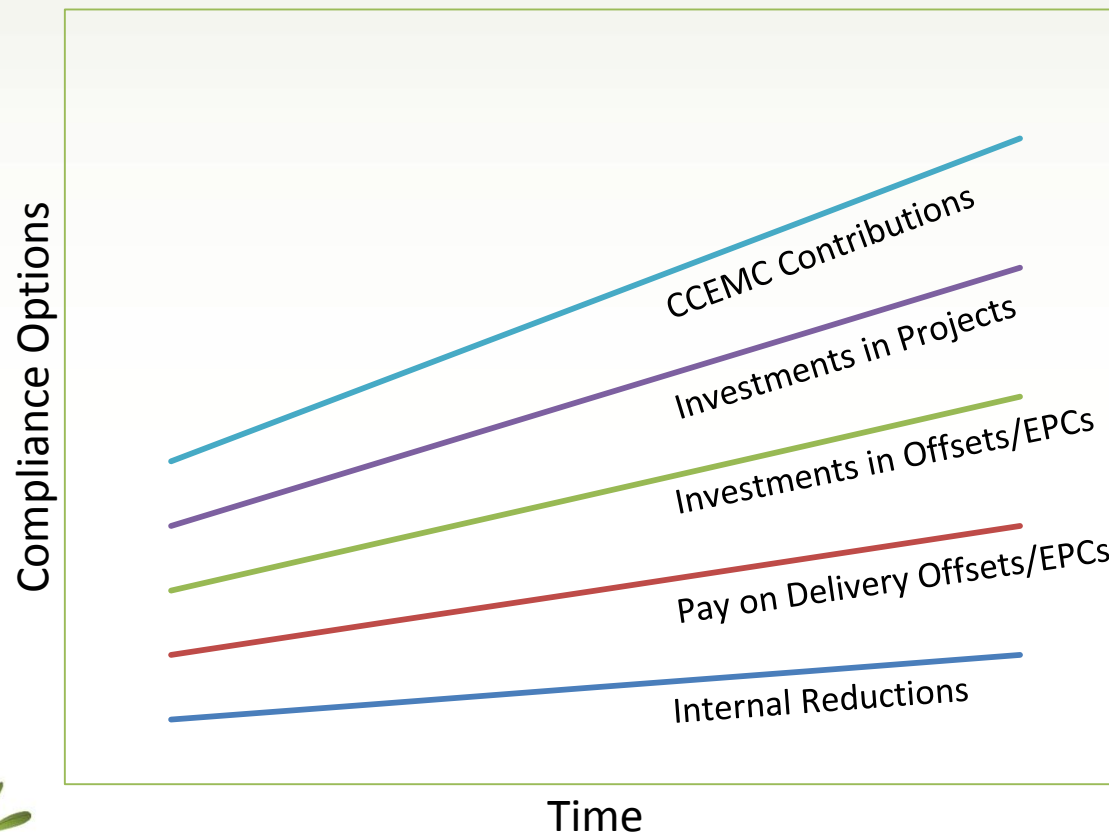 Compliance Options
CCEMC Contributions
Investments in Projects
Investments in Offsets/EPCs
Pay on Delivery Offsets/EPCs
Internal Reductions
Time